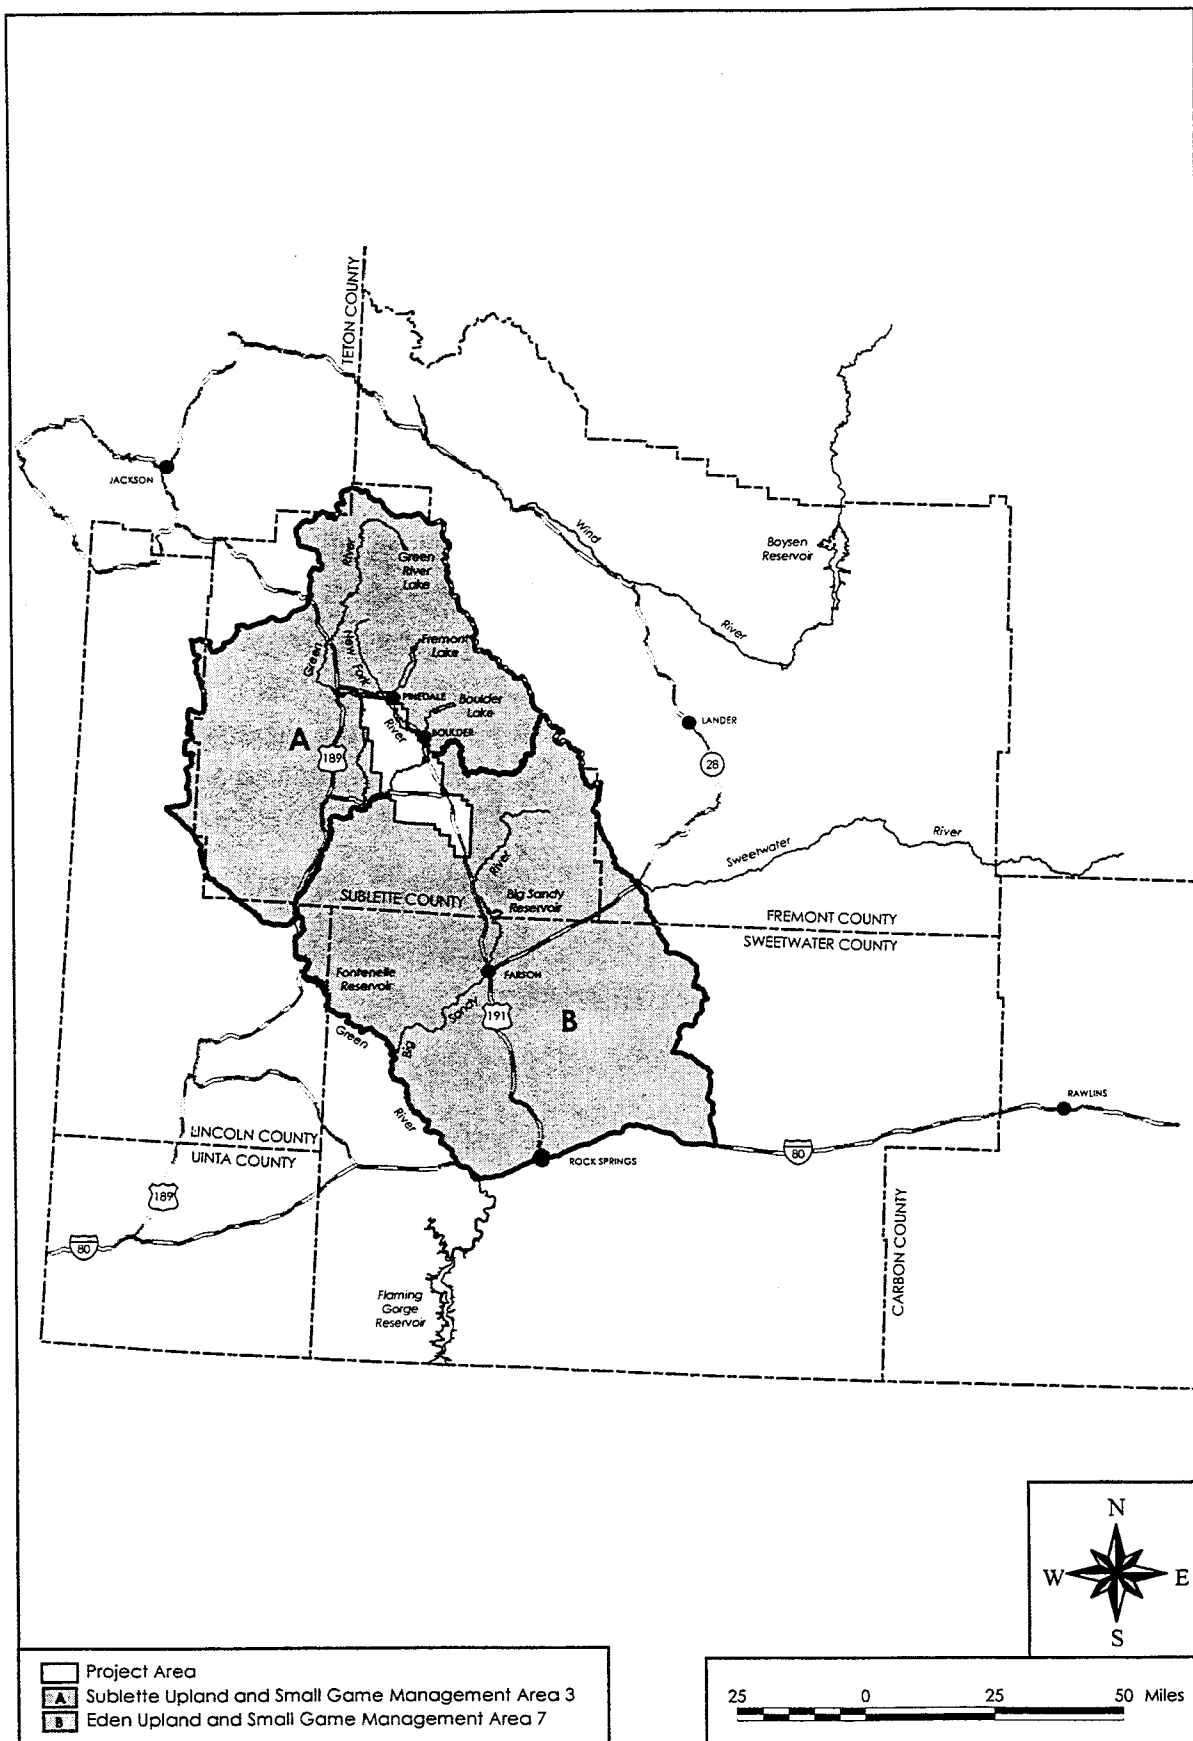 TETON COUNTY
JACKSON
Wind
River
Boysen
Reservoir
River
Green
River
Lake
New
Fork
River
Green
Fremont
Lake
PINEDALE
Boulder
Lake
BOULDER
LANDER
A
189
28
Sweetwater
River
River
Big Sandy
Reservoir
SUBLETTE COUNTY
FREMONT COUNTY
SWEETWATER COUNTY
Fontenelle
Reservoir
FARSON
Sandy
Big
191
B
Green
River
RAWLINS
LINCOLN COUNTY
UINTA COUNTY
ROCK SPRINGS
80
189
80
CARBON COUNTY
Flaming
Gorge
Reservoir
N
W E
S
Project Area
A Sublette Upland and Small Game Management Area 3
B Eden Upland and Small Game Management Area 7
25 0 25 50 Miles